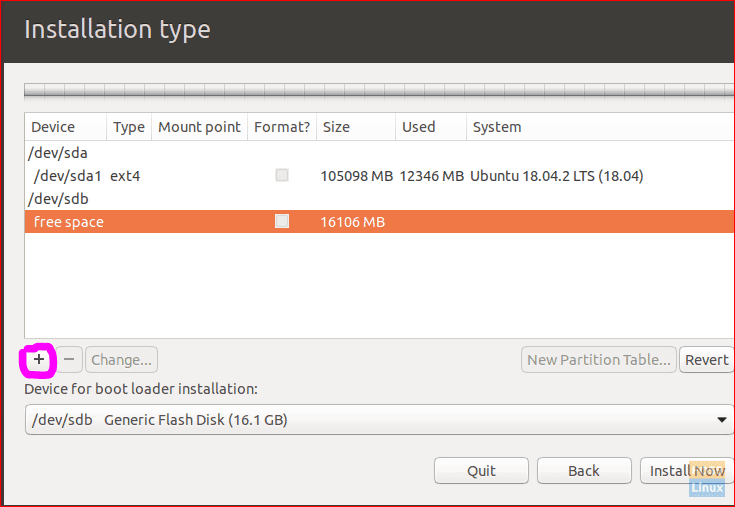 Installation type
Device Type Mount point Format? Size Used System
/dev/sda
/dev/sda1 ext4 105098 MB 12346 MB Ubuntu 18.04.2 LTS (18.04)
/dev/sdb
free space 16106 MB
+ − Change... New Partition Table... Revert
Device for boot loader installation:
/dev/sdb Generic Flash Disk (16.1 GB)
Quit Back Install Now
Linux